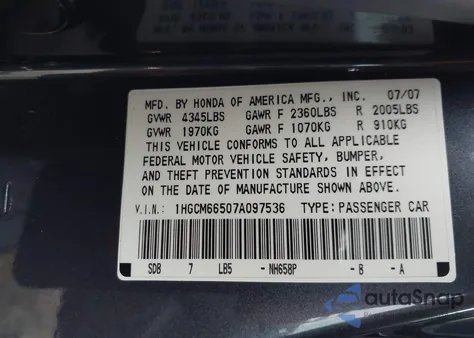 MFD. BY HONDA OF AMERICA MFG., INC. 07/07
GVWR 4345LBS GAWR F 2360LBS R 2005LBS
GVWR 1970KG GAWR F 1070KG R 910KG
THIS VEHICLE CONFORMS TO ALL APPLICABLE
FEDERAL MOTOR VEHICLE SAFETY, BUMPER,
AND THEFT PREVENTION STANDARDS IN EFFECT
ON THE DATE OF MANUFACTURE SHOWN ABOVE.
V.I.N.: 1HGCM66507A097536 TYPE: PASSENGER CAR
SDB 7 LB5 - NH658P - B - A
autoSnap